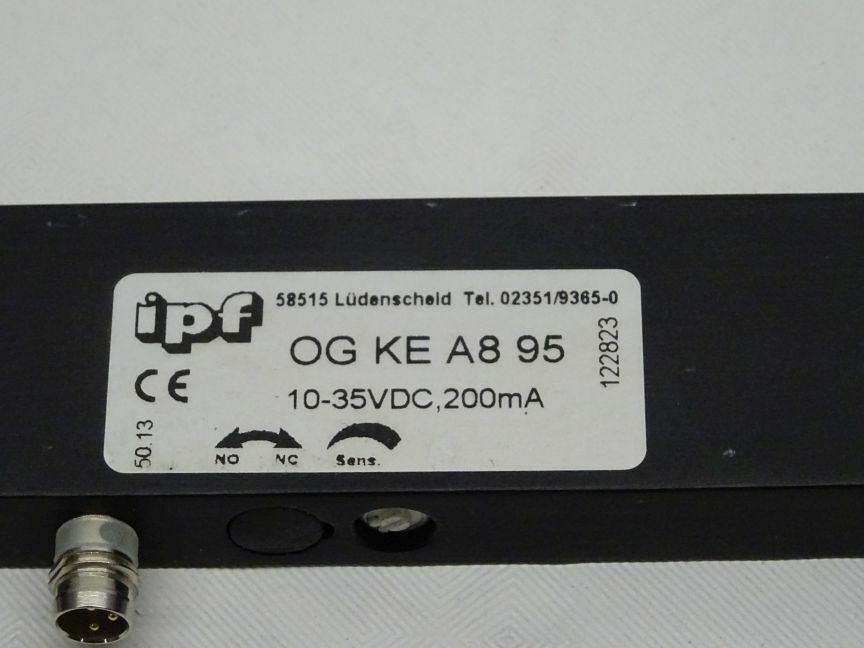 ipf
58515 Lüdenscheid Tel. 02351/9365-0
OG KE A8 95
122823
CE
10-35VDC,200mA
50.13
NO NC Sens.